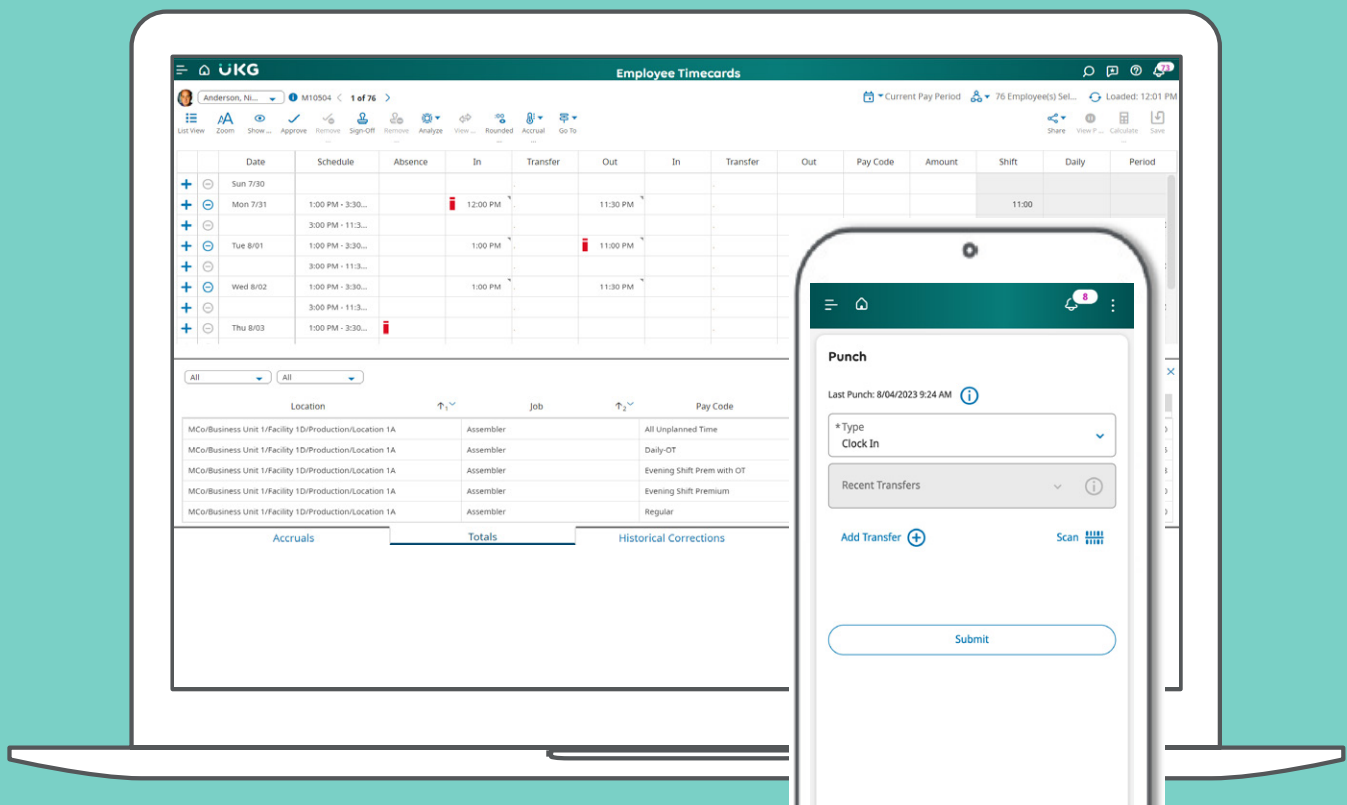 UKG Employee Timecards 73
Anderson, Ni... M10504 1 of 76 Current Pay Period 76 Employee(s) Sel... Loaded: 12:01 PM
List View Zoom Show ... Approve Remove ... Sign-Off Remove ... Analyze View ... Rounded ... Accrual ... Go To Share View P ... Calculate ... Save
Date Schedule Absence In Transfer Out In Transfer Out Pay Code Amount Shift Daily Period
Sun 7/30
Mon 7/31 1:00 PM - 3:30... 12:00 PM 11:30 PM 11:00
3:00 PM - 11:3...
Tue 8/01 1:00 PM - 3:30... 1:00 PM 11:00 PM
3:00 PM - 11:3...
Wed 8/02 1:00 PM - 3:30... 1:00 PM 11:30 PM
3:00 PM - 11:3...
Thu 8/03 1:00 PM - 3:30...
All All
Location 1 Job 2 Pay Code
MCo/Business Unit 1/Facility 1D/Production/Location 1A Assembler All Unplanned Time
MCo/Business Unit 1/Facility 1D/Production/Location 1A Assembler Daily-OT
MCo/Business Unit 1/Facility 1D/Production/Location 1A Assembler Evening Shift Prem with OT
MCo/Business Unit 1/Facility 1D/Production/Location 1A Assembler Evening Shift Premium
MCo/Business Unit 1/Facility 1D/Production/Location 1A Assembler Regular
Accruals Totals Historical Corrections
8
Punch
Last Punch: 8/04/2023 9:24 AM
*Type
Clock In
Recent Transfers
Add Transfer Scan
Submit